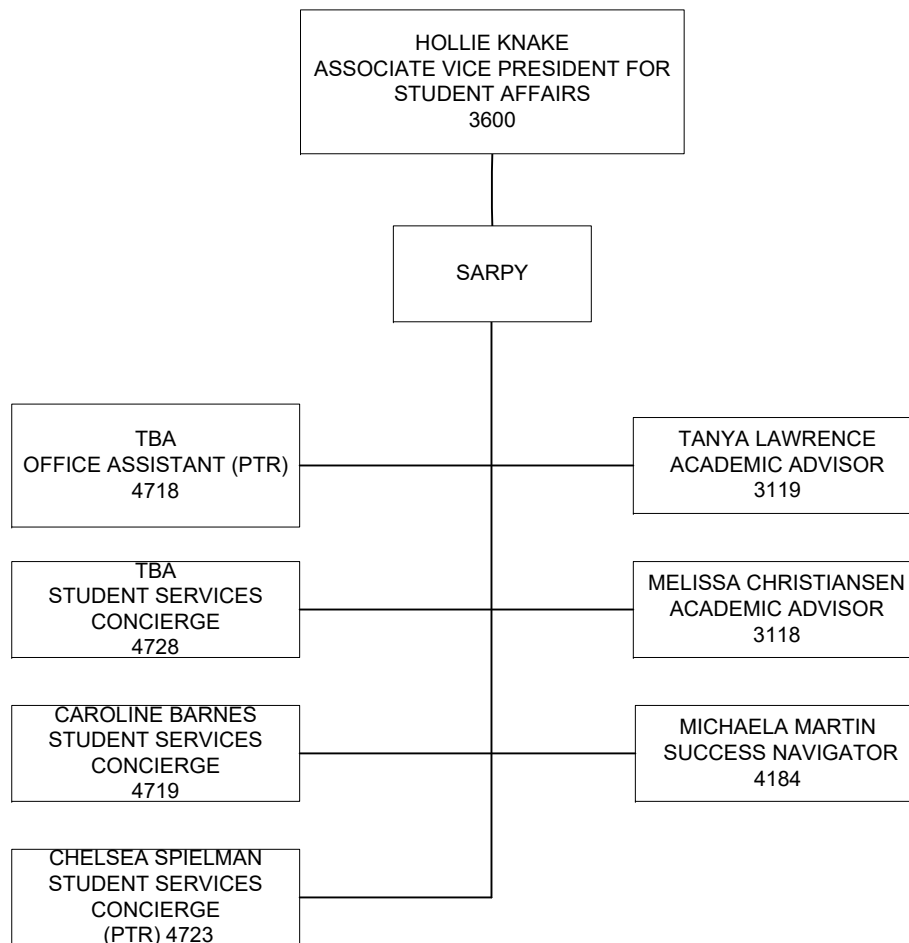 HOLLIE KNAKE
ASSOCIATE VICE PRESIDENT FOR
STUDENT AFFAIRS
3600
SARPY
TBA
OFFICE ASSISTANT (PTR)
4718
TANYA LAWRENCE
ACADEMIC ADVISOR
3119
TBA
STUDENT SERVICES
CONCIERGE
4728
MELISSA CHRISTIANSEN
ACADEMIC ADVISOR
3118
CAROLINE BARNES
STUDENT SERVICES
CONCIERGE
4719
MICHAELA MARTIN
SUCCESS NAVIGATOR
4184
CHELSEA SPIELMAN
STUDENT SERVICES
CONCIERGE
(PTR) 4723